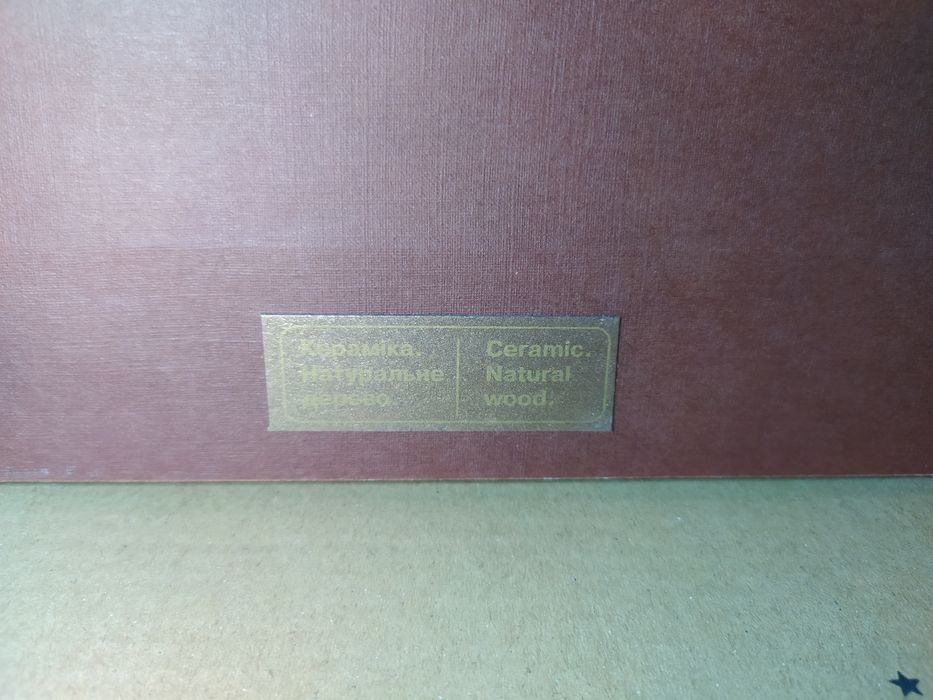 Кераміка.
Натуральне
дерево.
Ceramic.
Natural
wood.